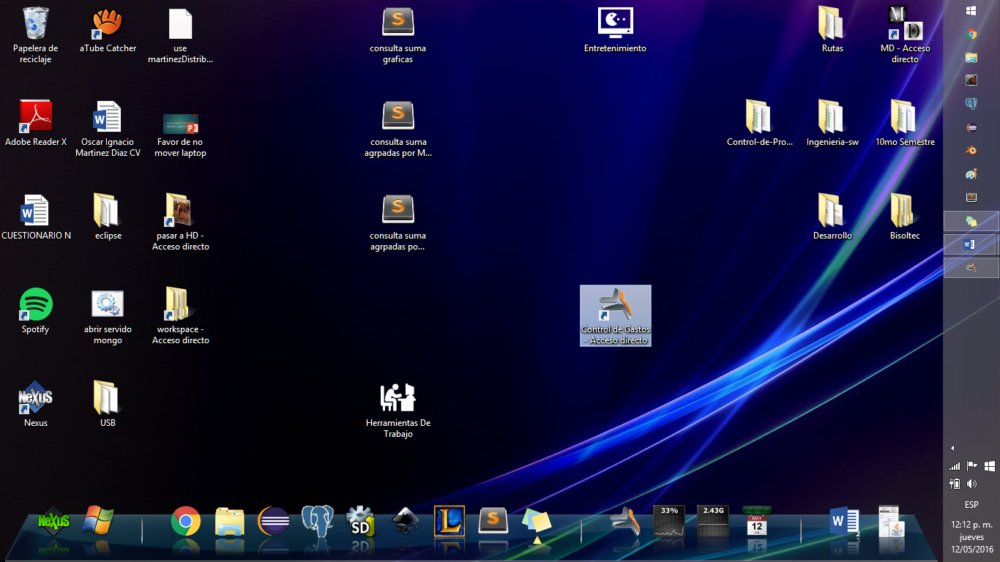 Papelera de
reciclaje
aTube Catcher
use
martinezDistrib...
consulta suma
graficas
Entretenimiento
Rutas
MD - Acceso
directo
Adobe Reader X
Oscar Ignacio
Martinez Diaz CV
Favor de no
mover laptop
consulta suma
agrpadas por M...
Control-de-Pro...
Ingenieria-sw
10mo Semestre
CUESTIONARIO N
eclipse
pasar a HD -
Acceso directo
consulta suma
agrpadas po...
Desarrollo
Bisoltec
Spotify
abrir servido
mongo
workspace -
Acceso directo
Control de Gastos
- Acceso directo
NeXuS
Nexus
USB
Herramientas De
Trabajo
NeXuS
SD
L
S
33%
2.43G
MAY
12
W
2
ESP
12:12 p. m.
jueves
12/05/2016